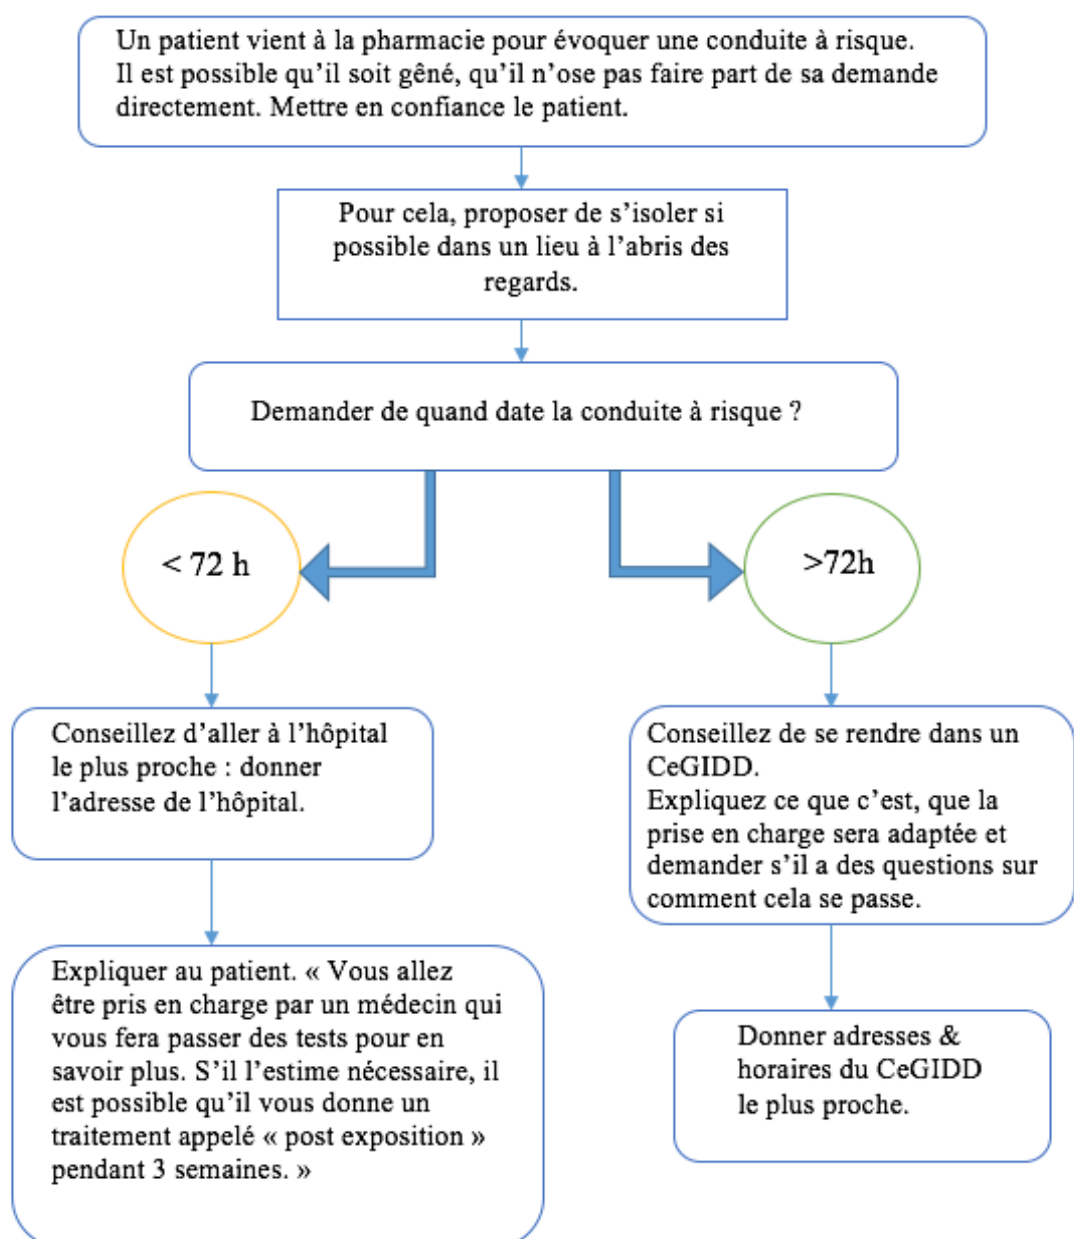 Un patient vient à la pharmacie pour évoquer une conduite à risque.
Il est possible qu’il soit gêné, qu’il n’ose pas faire part de sa demande
directement. Mettre en confiance le patient.
Pour cela, proposer de s’isoler si
possible dans un lieu à l’abris des
regards.
Demander de quand date la conduite à risque ?
< 72 h
>72h
Conseillez d’aller à l’hôpital
le plus proche : donner
l’adresse de l’hôpital.
Conseillez de se rendre dans un
CeGIDD.
Expliquez ce que c’est, que la
prise en charge sera adaptée et
demander s’il a des questions sur
comment cela se passe.
Expliquer au patient. « Vous allez
être pris en charge par un médecin qui
vous fera passer des tests pour en
savoir plus. S’il l’estime nécessaire, il
est possible qu’il vous donne un
traitement appelé « post exposition »
pendant 3 semaines. »
Donner adresses &
horaires du CeGIDD
le plus proche.